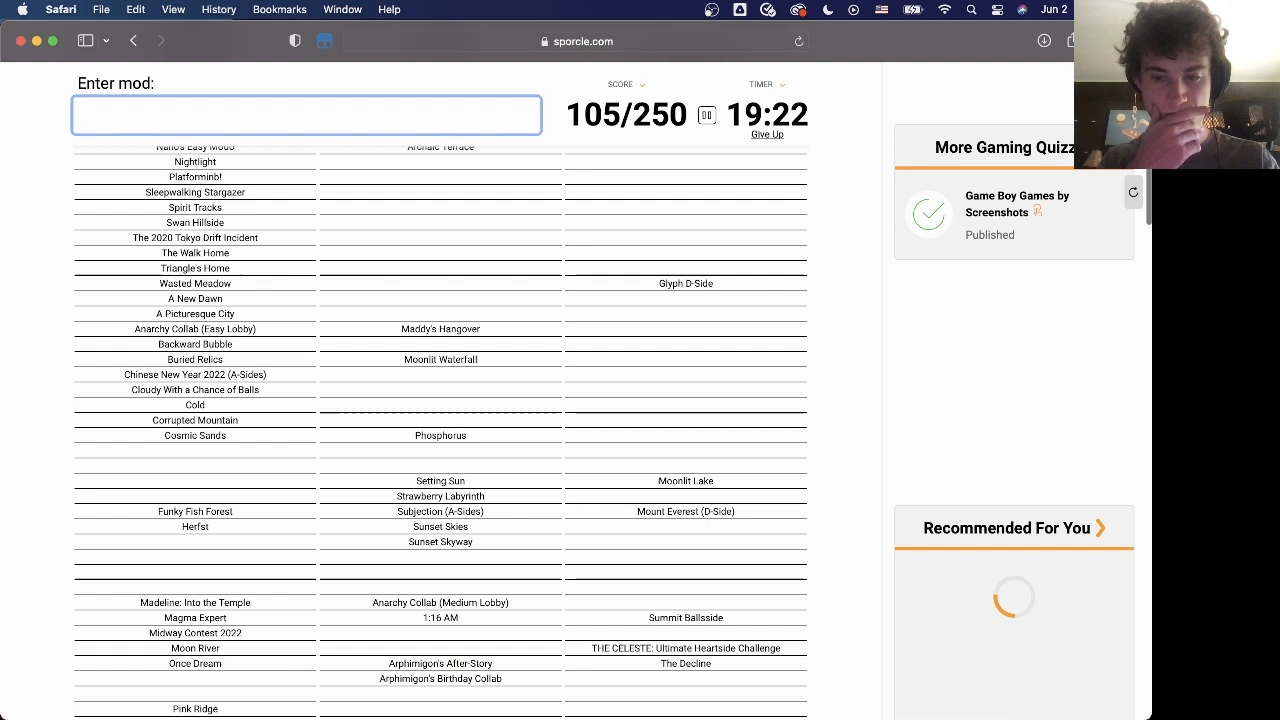 Safari File Edit View History Bookmarks Window Help Jun 2
sporcle.com
Enter mod:
SCORE TIMER
105/250 19:22
Give Up
Nano's Easy Modo Archaic Terrace
Nightlight
Platforminb!
Sleepwalking Stargazer
Spirit Tracks
Swan Hillside
The 2020 Tokyo Drift Incident
The Walk Home
Triangle's Home
Wasted Meadow Glyph D-Side
A New Dawn
A Picturesque City
Anarchy Collab (Easy Lobby) Maddy's Hangover
Backward Bubble
Buried Relics Moonlit Waterfall
Chinese New Year 2022 (A-Sides)
Cloudy With a Chance of Balls
Cold
Corrupted Mountain
Cosmic Sands Phosphorus
Setting Sun Moonlit Lake
Strawberry Labyrinth
Funky Fish Forest Subjection (A-Sides) Mount Everest (D-Side)
Herfst Sunset Skies
Sunset Skyway
Madeline: Into the Temple Anarchy Collab (Medium Lobby)
Magma Expert 1:16 AM Summit Ballsside
Midway Contest 2022
Moon River THE CELESTE: Ultimate Heartside Challenge
Once Dream Arphimigon's After-Story The Decline
Arphimigon's Birthday Collab
Pink Ridge
More Gaming Quizz
Game Boy Games by
Screenshots
Published
Recommended For You